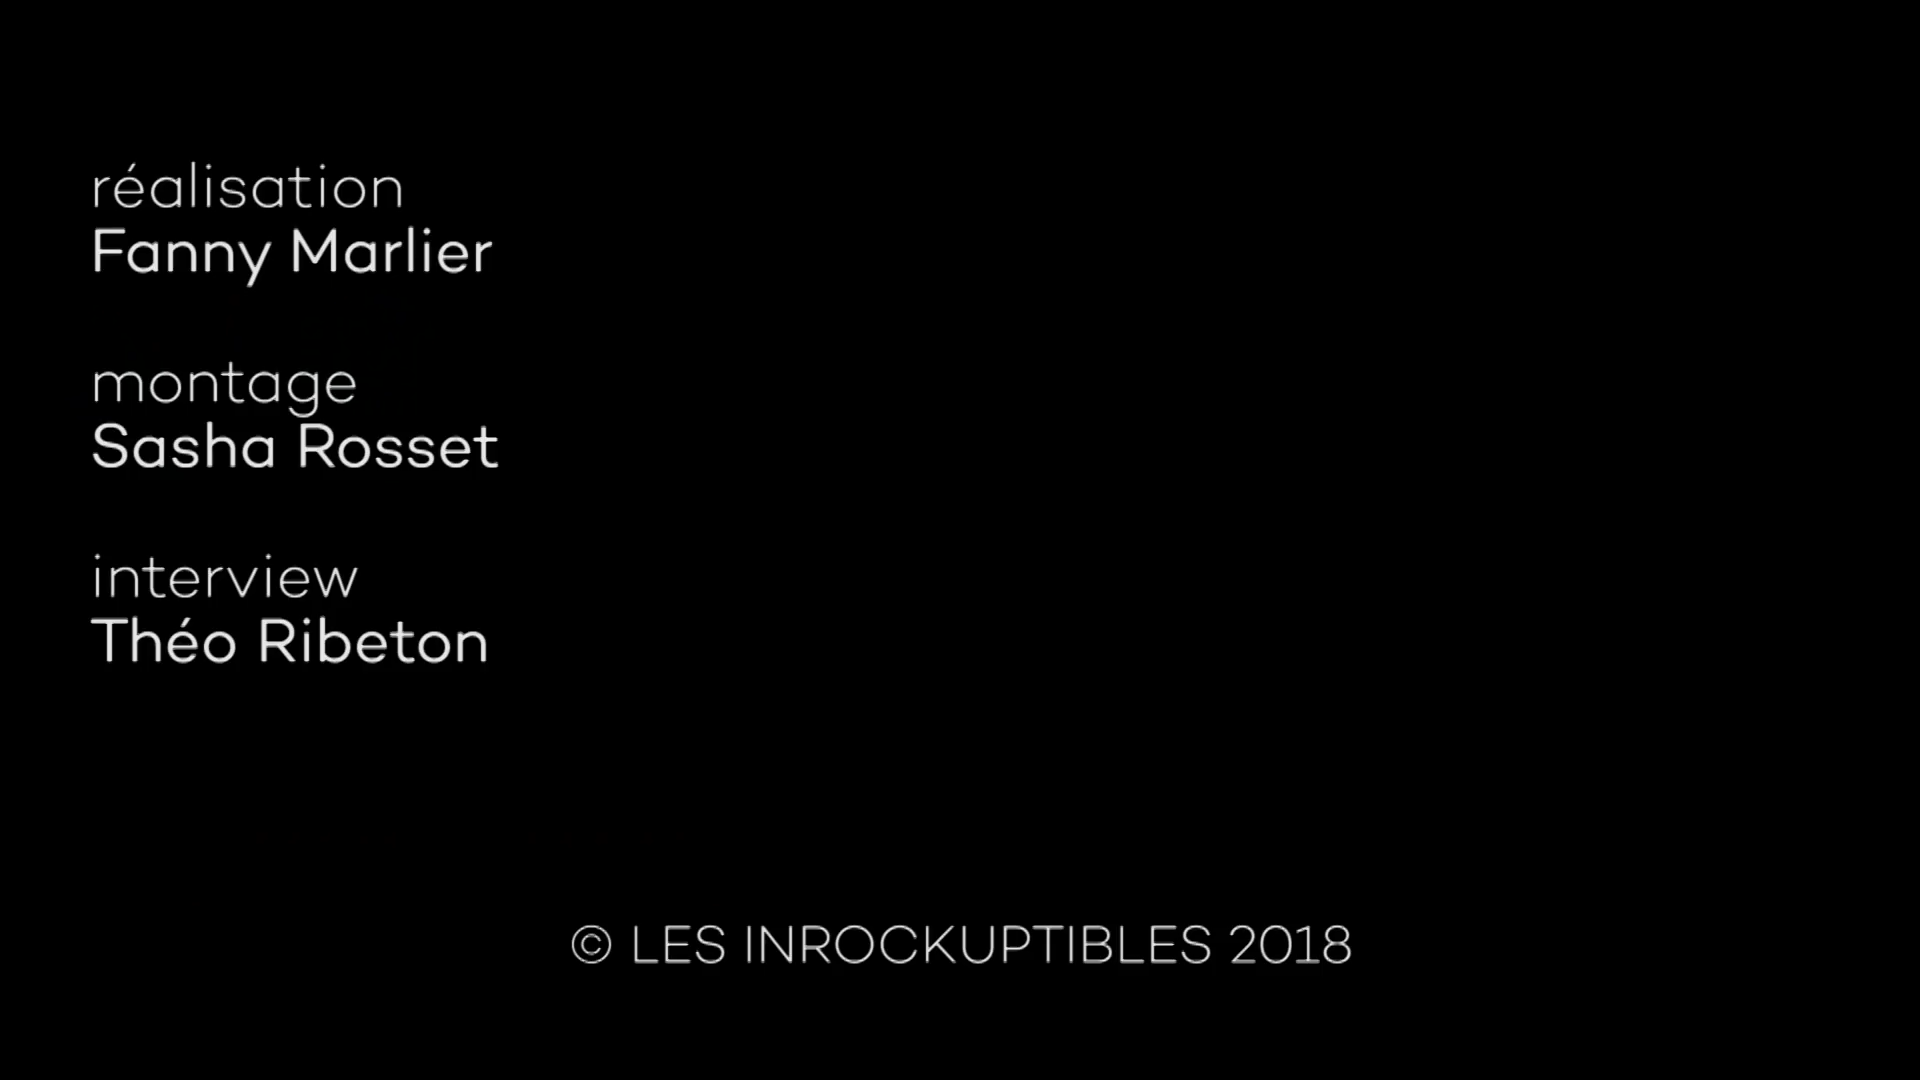 réalisation
Fanny Marlier
montage
Sasha Rosset
interview
Théo Ribeton
© LES INROCKUPTIBLES 2018